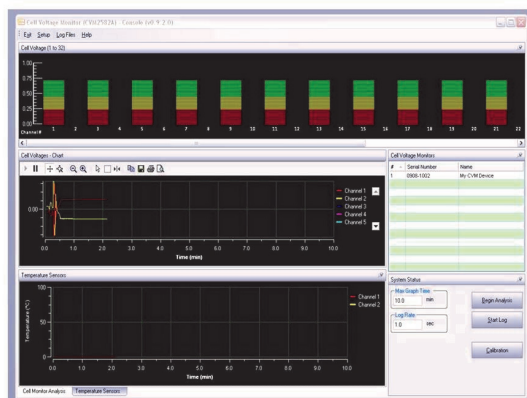 Cell Voltage Monitor (CVM2502A) - Console (v0.9.2.0)
Exit Setup Log Files Help
Cell Voltage (1 to 32)
1.00
0.75
0.50
0.25
0.00
Channel # 1 2 3 4 5 6 7 8 9 10 11 12 13 14 15 16 17 18 19 20 21 22
Cell Voltages - Chart
0.00
Channel 1
Channel 2
Channel 3
Channel 4
Channel 5
0.0 1.0 2.0 3.0 4.0 5.0 6.0 7.0 8.0 9.0 10.0
Time (min)
Cell Voltage Monitors
# Serial Number Name
1 0908-1002 My CVM Device
Temperature Sensors
Temperature (°C)
100
50
0
Channel 1
Channel 2
0.0 1.0 2.0 3.0 4.0 5.0 6.0 7.0 8.0 9.0 10.0
Time (min)
System Status
Max Graph Time
10.0 min
Begin Analysis
Log Rate
1.0 sec
Start Log
Calibration
Cell Monitor Analysis Temperature Sensors